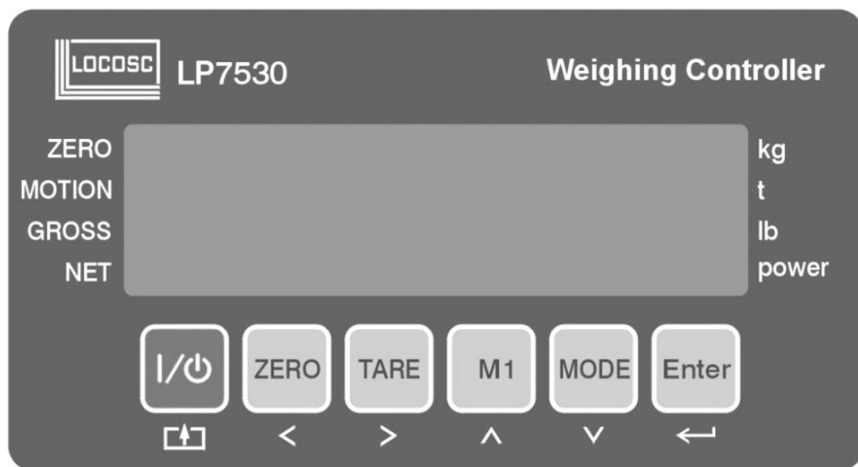 LOCOSC LP7530 Weighing Controller
ZERO kg
MOTION t
GROSS lb
NET power
I/⏻ ZERO TARE M1 MODE Enter
< > ∧ ∨ ↵